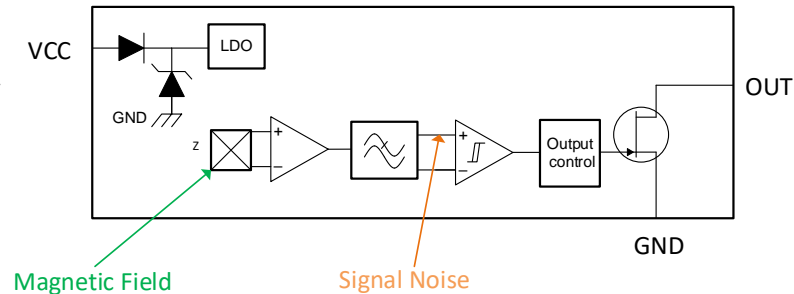 VCC
LDO
GND
OUT
z
+
−
+
−
Output
control
GND
Magnetic Field
Signal Noise